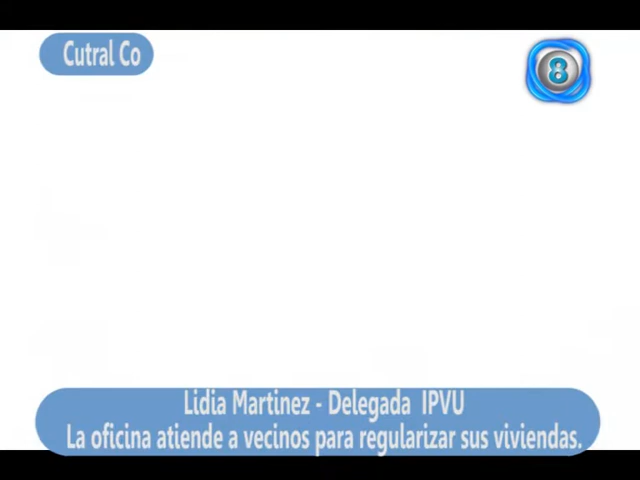 Cutral Co
8
Lidia Martinez - Delegada IPVU
La oficina atiende a vecinos para regularizar sus viviendas.